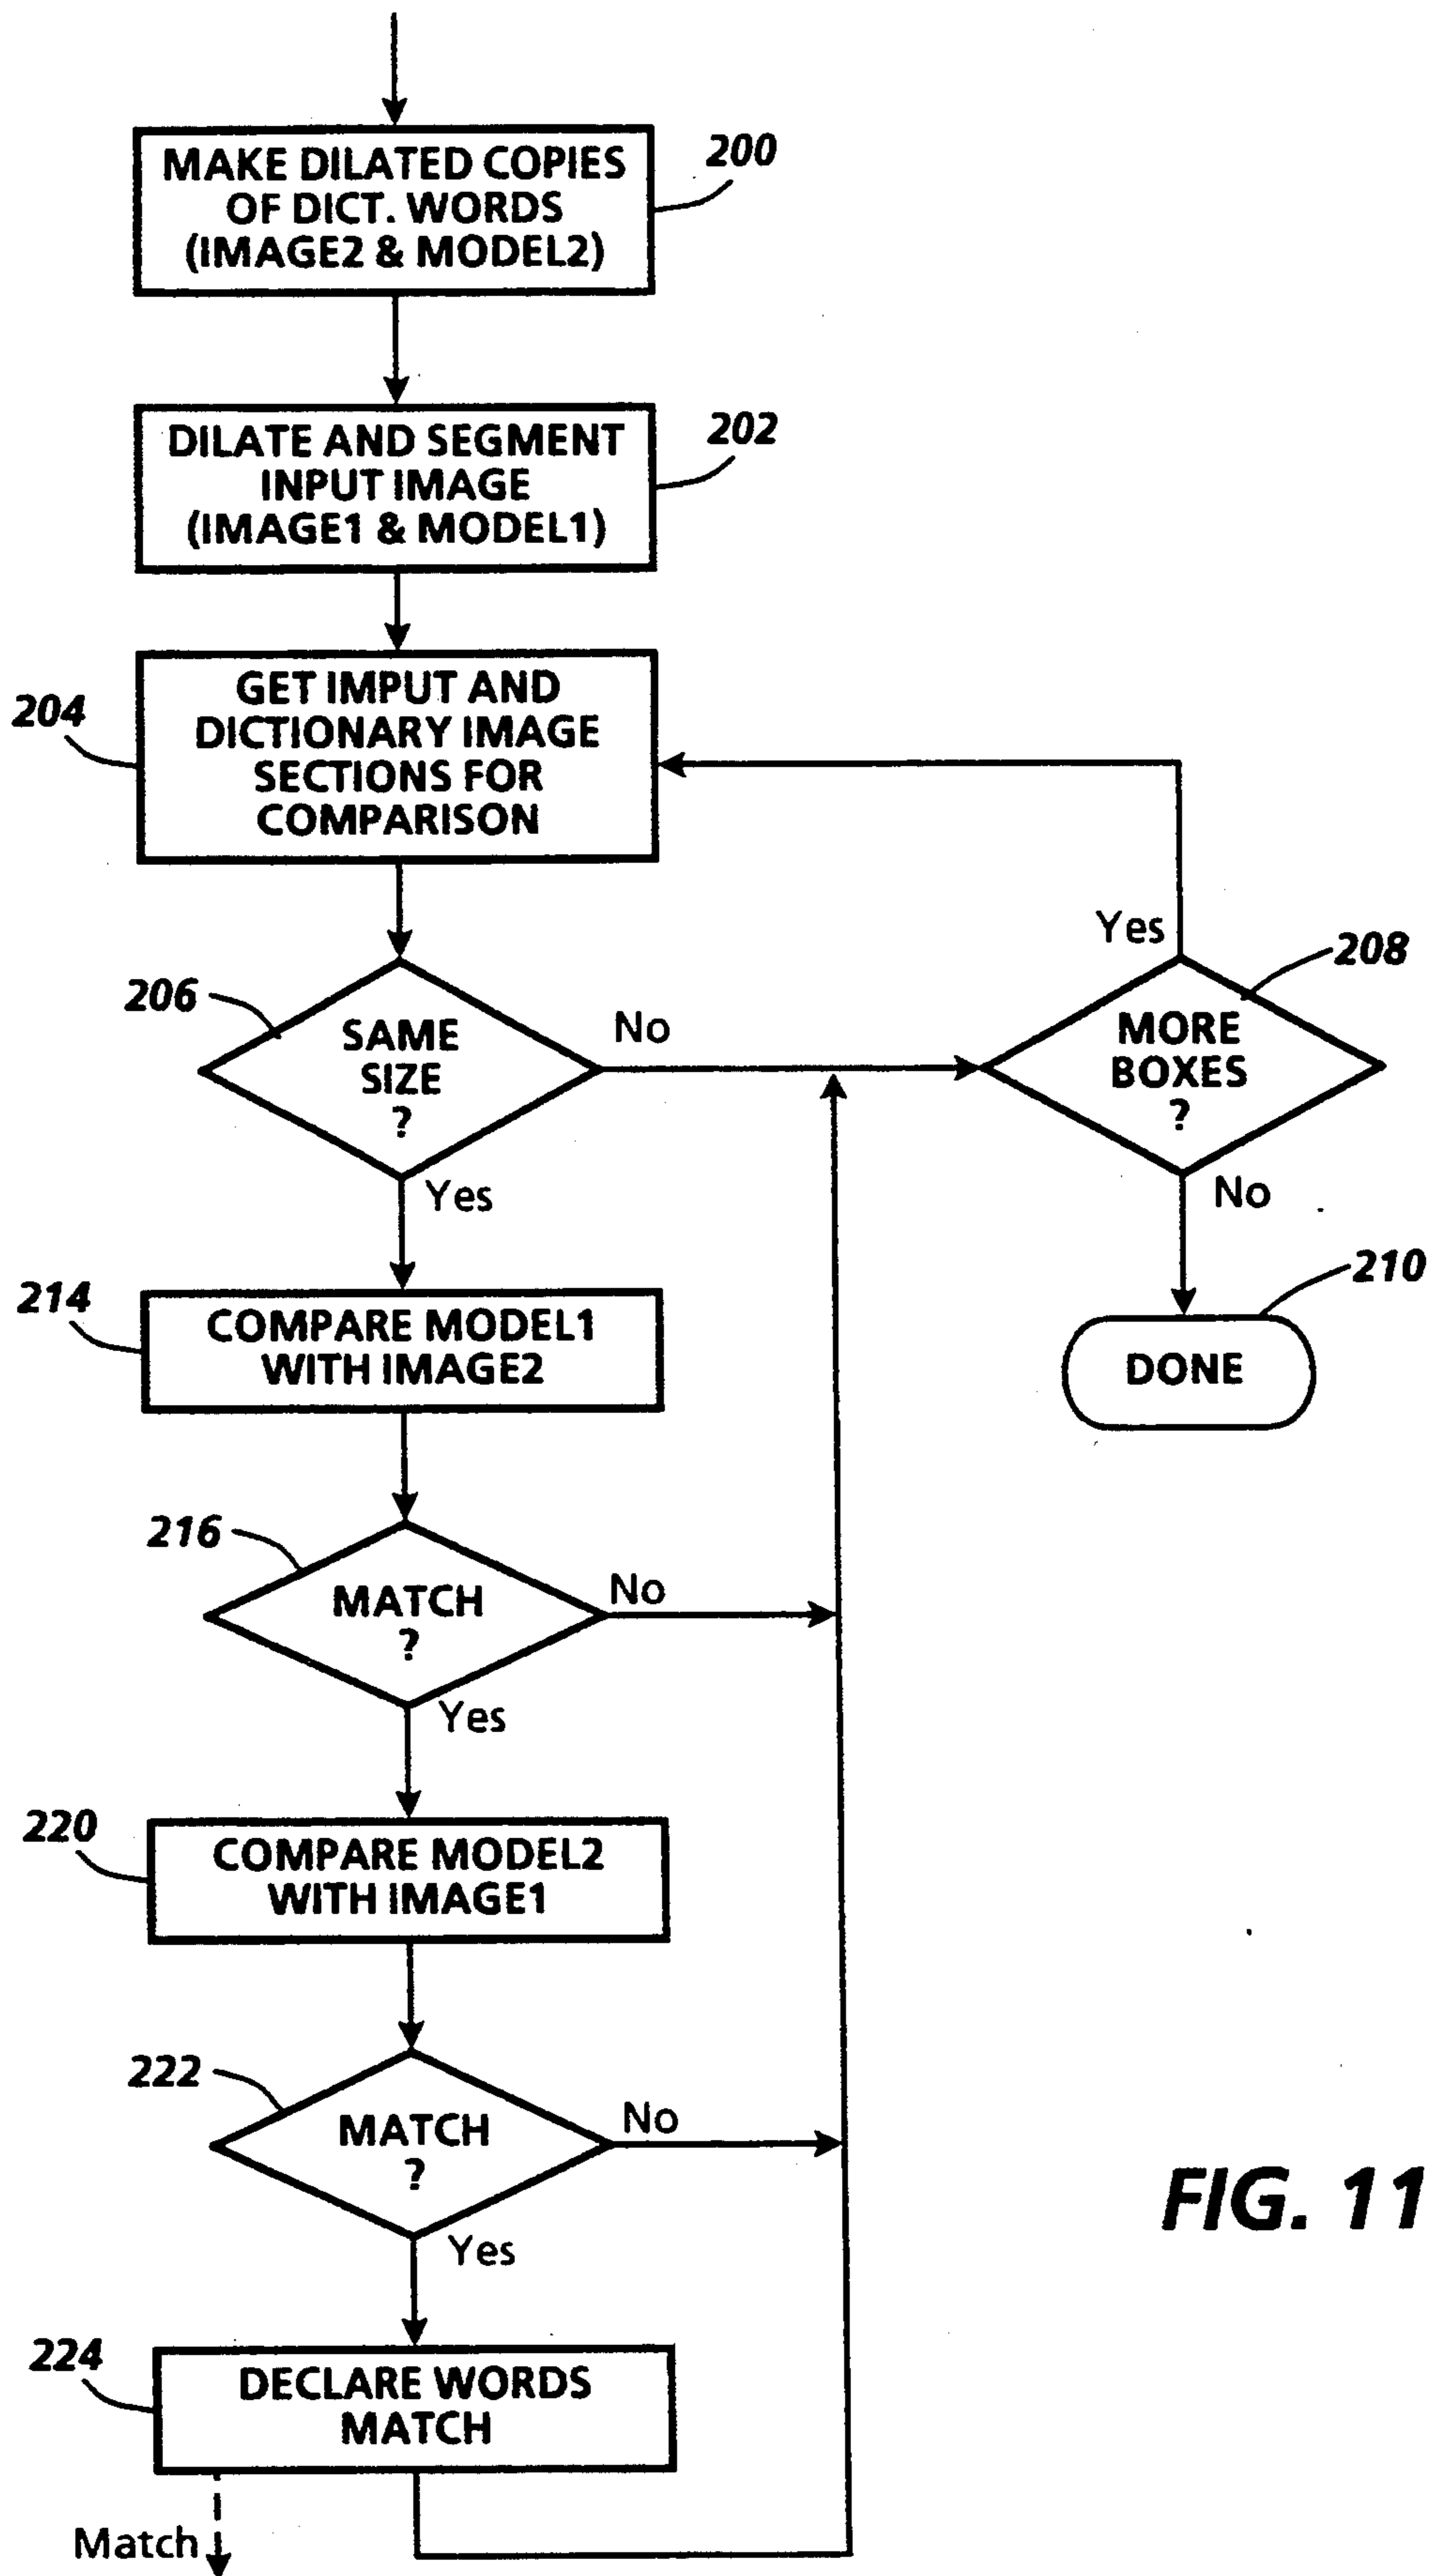 MAKE DILATED COPIES
OF DICT. WORDS
(IMAGE2 & MODEL2)
200
DILATE AND SEGMENT
INPUT IMAGE
(IMAGE1 & MODEL1)
202
204
GET IMPUT AND
DICTIONARY IMAGE
SECTIONS FOR
COMPARISON
206
SAME
SIZE
?
No
Yes
Yes
208
MORE
BOXES
?
No
210
DONE
214
COMPARE MODEL1
WITH IMAGE2
216
MATCH
?
No
Yes
220
COMPARE MODEL2
WITH IMAGE1
222
MATCH
?
No
Yes
224
DECLARE WORDS
MATCH
Match
FIG. 11